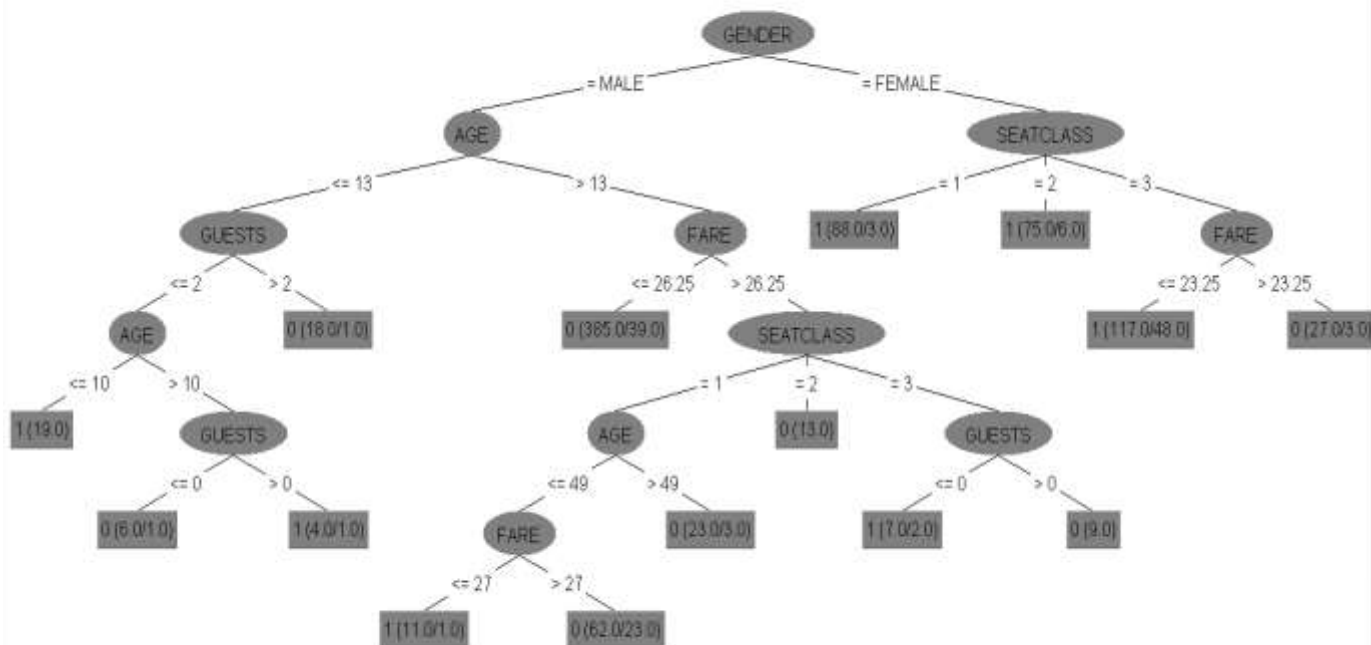 GENDER
= MALE = FEMALE
AGE SEATCLASS
<= 13 > 13 = 1 = 2 = 3
GUESTS FARE 1 (88.0/3.0) 1 (75.0/6.0) FARE
<= 2 > 2 <= 26.25 > 26.25 <= 23.25 > 23.25
AGE 0 (18.0/1.0) 0 (385.0/39.0) SEATCLASS 1 (117.0/48.0) 0 (27.0/3.0)
<= 10 > 10 = 1 = 2 = 3
1 (19.0) GUESTS AGE 0 (13.0) GUESTS
<= 0 > 0 <= 49 > 49 <= 0 > 0
0 (6.0/1.0) 1 (4.0/1.0) FARE 0 (23.0/3.0) 1 (7.0/2.0) 0 (9.0)
<= 27 > 27
1 (11.0/1.0) 0 (62.0/23.0)